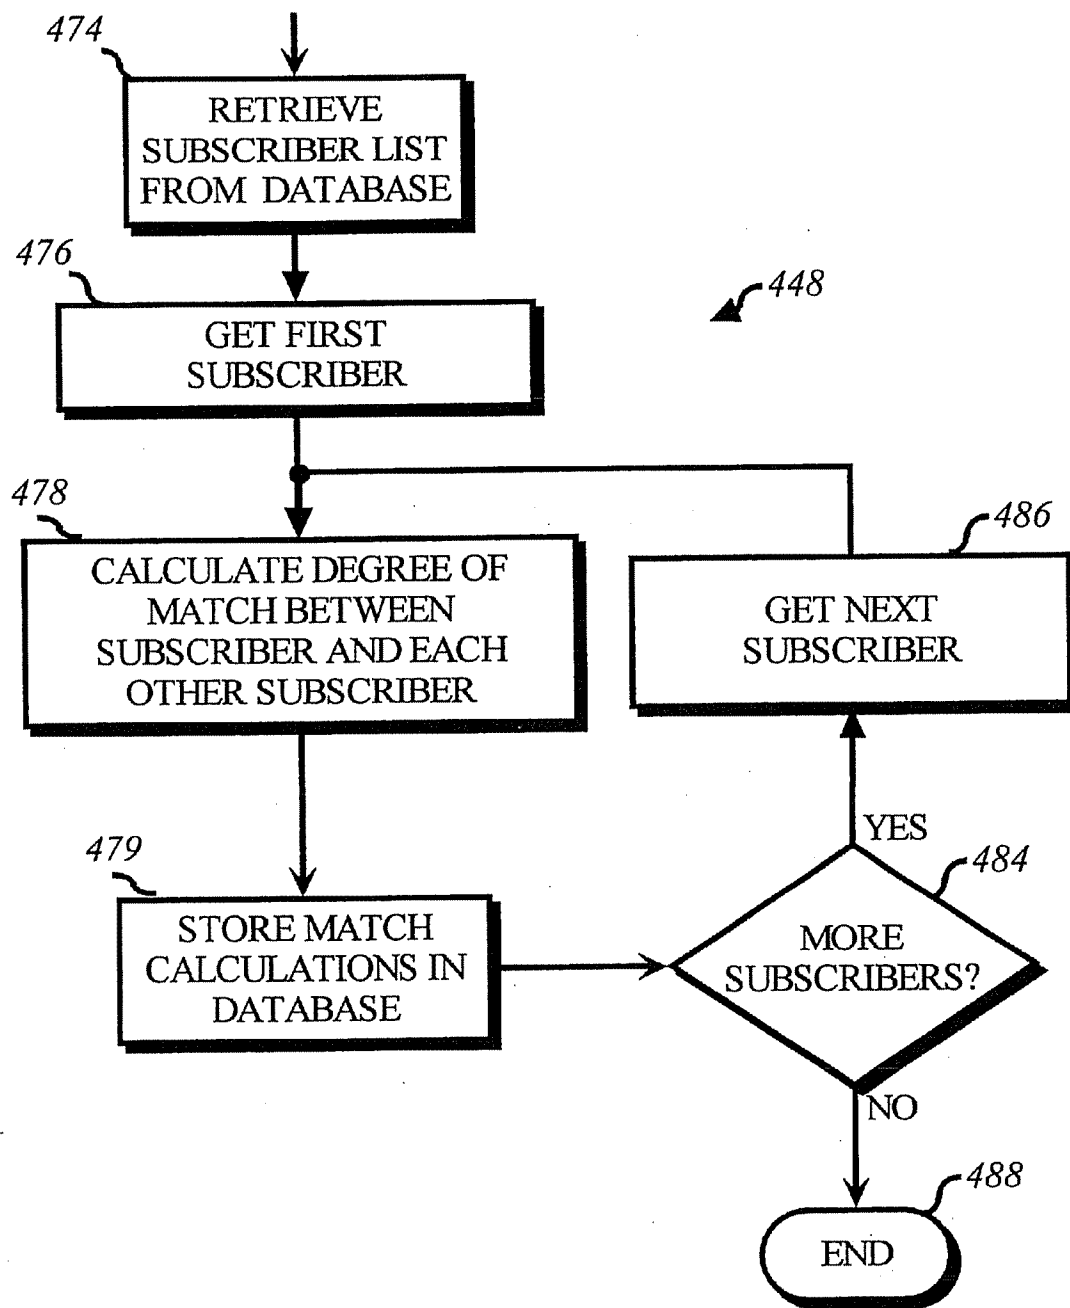 474
RETRIEVE
SUBSCRIBER LIST
FROM DATABASE
476
GET FIRST
SUBSCRIBER
448
478
CALCULATE DEGREE OF
MATCH BETWEEN
SUBSCRIBER AND EACH
OTHER SUBSCRIBER
486
GET NEXT
SUBSCRIBER
479
STORE MATCH
CALCULATIONS IN
DATABASE
YES
484
MORE
SUBSCRIBERS?
NO
488
END